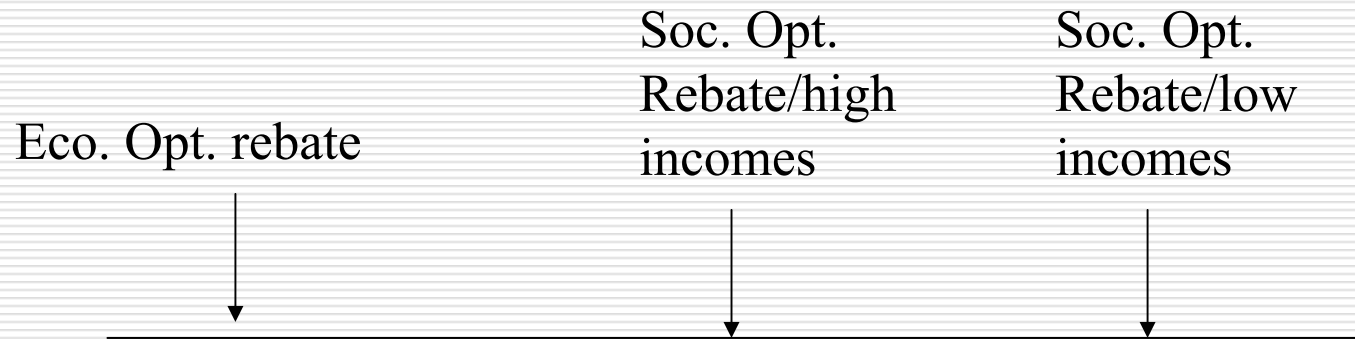 Eco. Opt. rebate
Soc. Opt.
Rebate/high
incomes
Soc. Opt.
Rebate/low
incomes